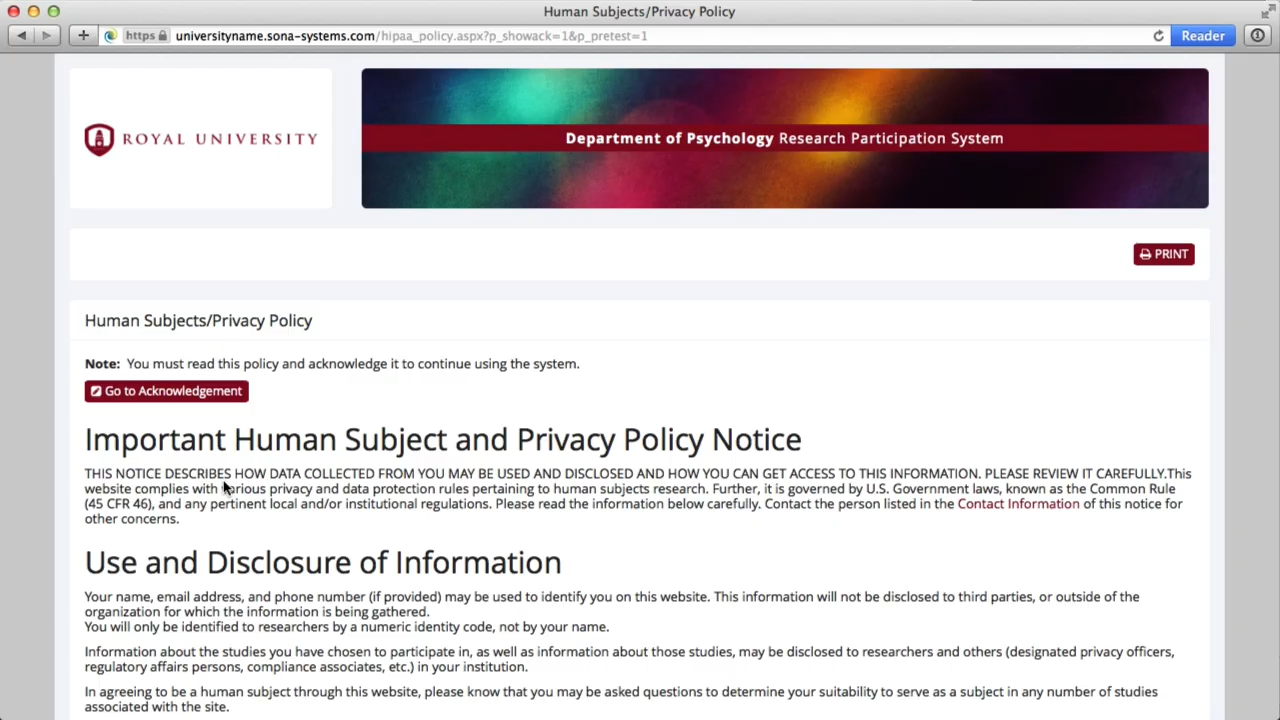 Human Subjects/Privacy Policy
https universityname.sona-systems.com/hipaa_policy.aspx?p_showack=1&p_pretest=1
Reader
ROYAL UNIVERSITY
Department of Psychology Research Participation System
PRINT
Human Subjects/Privacy Policy
Note: You must read this policy and acknowledge it to continue using the system.
Go to Acknowledgement
Important Human Subject and Privacy Policy Notice
THIS NOTICE DESCRIBES HOW DATA COLLECTED FROM YOU MAY BE USED AND DISCLOSED AND HOW YOU CAN GET ACCESS TO THIS INFORMATION. PLEASE REVIEW IT CAREFULLY.This
website complies with various privacy and data protection rules pertaining to human subjects research. Further, it is governed by U.S. Government laws, known as the Common Rule
(45 CFR 46), and any pertinent local and/or institutional regulations. Please read the information below carefully. Contact the person listed in the Contact Information of this notice for
other concerns.
Use and Disclosure of Information
Your name, email address, and phone number (if provided) may be used to identify you on this website. This information will not be disclosed to third parties, or outside of the
organization for which the information is being gathered.
You will only be identified to researchers by a numeric identity code, not by your name.
Information about the studies you have chosen to participate in, as well as information about those studies, may be disclosed to researchers and others (designated privacy officers,
regulatory affairs persons, compliance associates, etc.) in your institution.
In agreeing to be a human subject through this website, please know that you may be asked questions to determine your suitability to serve as a subject in any number of studies
associated with the site.